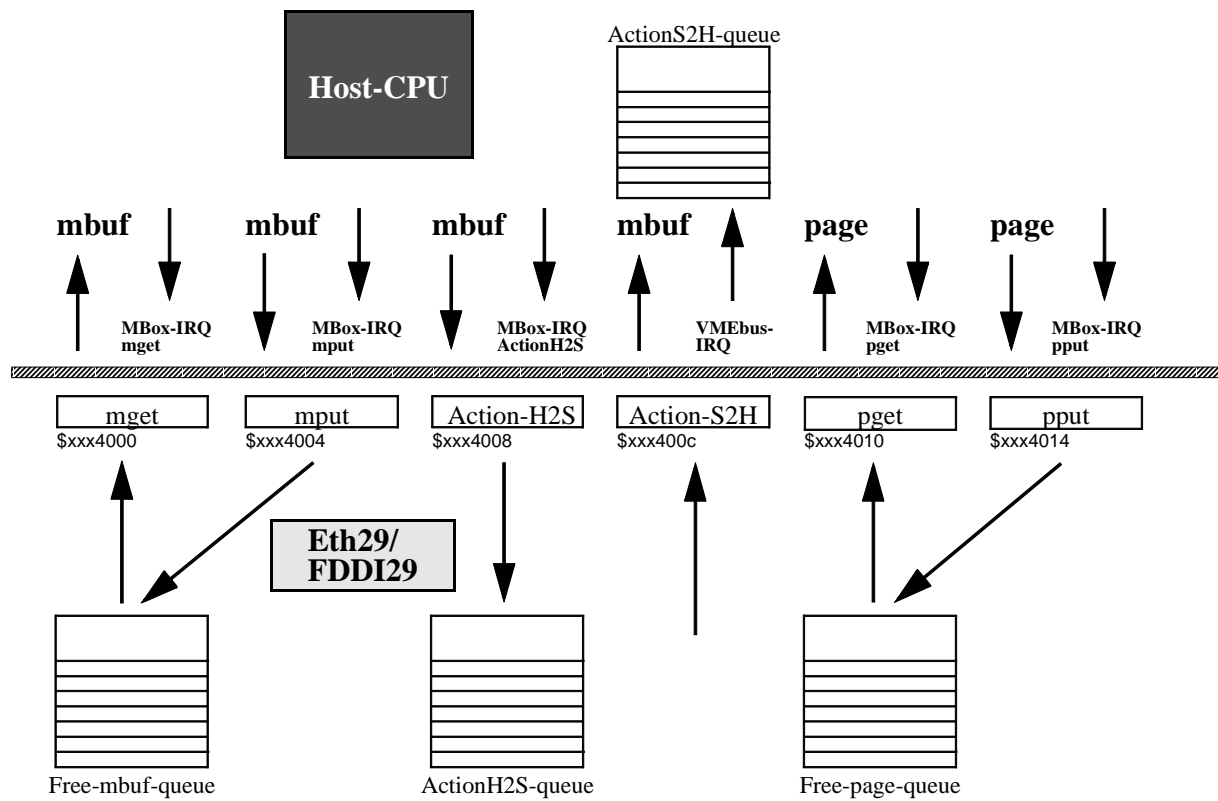 ActionS2H-queue
Host-CPU
mbuf
mbuf
mbuf
mbuf
page
page
MBox-IRQ
mget
MBox-IRQ
mput
MBox-IRQ
ActionH2S
VMEbus-
IRQ
MBox-IRQ
pget
MBox-IRQ
pput
mget
mput
Action-H2S
Action-S2H
pget
pput
$xxx4000
$xxx4004
$xxx4008
$xxx400c
$xxx4010
$xxx4014
Eth29/
FDDI29
Free-mbuf-queue
ActionH2S-queue
Free-page-queue